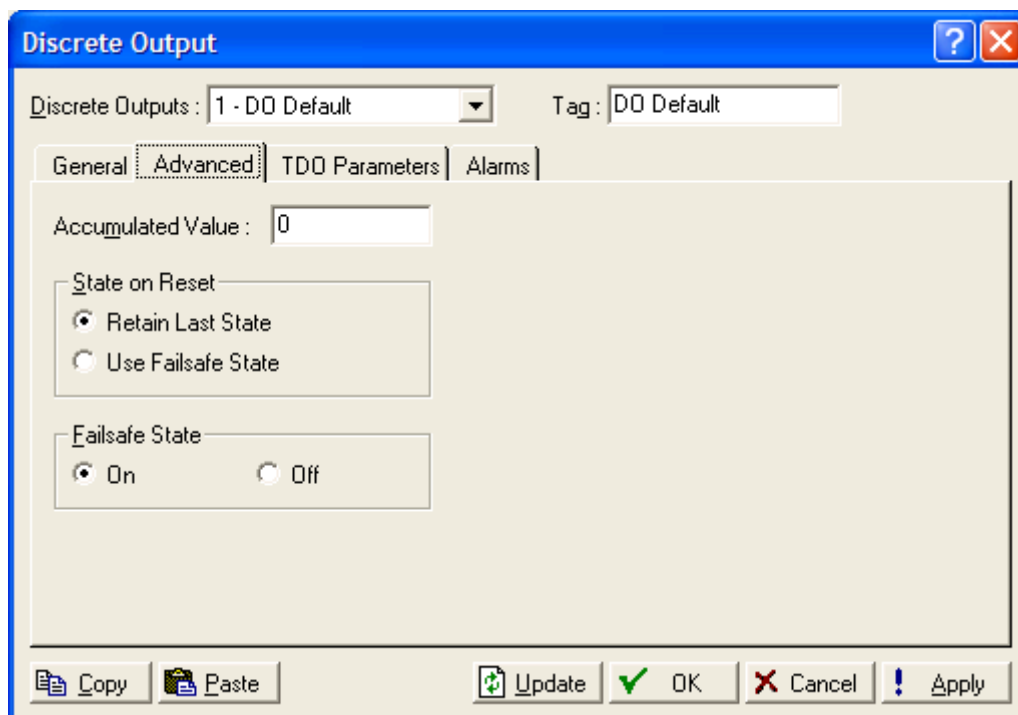 Discrete Output
Discrete Outputs : 1 - DO Default Tag : DO Default
General Advanced TDO Parameters Alarms
Accumulated Value : 0
State on Reset
Retain Last State
Use Failsafe State
Failsafe State
On Off
Copy Paste Update OK Cancel Apply